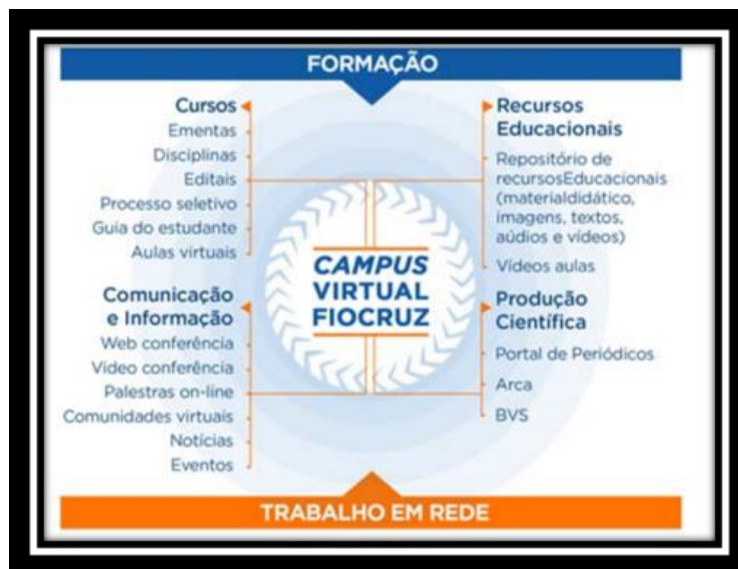 FORMAÇÃO
Cursos
Ementas
Disciplinas
Editais
Processo seletivo
Guia do estudante
Aulas virtuais
Recursos
Educacionais
Repositório de
recursosEducacionais
(materialdidático,
imagens, textos,
aúdios e vídeos)
Vídeos aulas
CAMPUS
VIRTUAL
FIOCRUZ
Comunicação
e Informação
Web conferência
Vídeo conferência
Palestras on-line
Comunidades virtuais
Notícias
Eventos
Produção
Científica
Portal de Periódicos
Arca
BVS
TRABALHO EM REDE